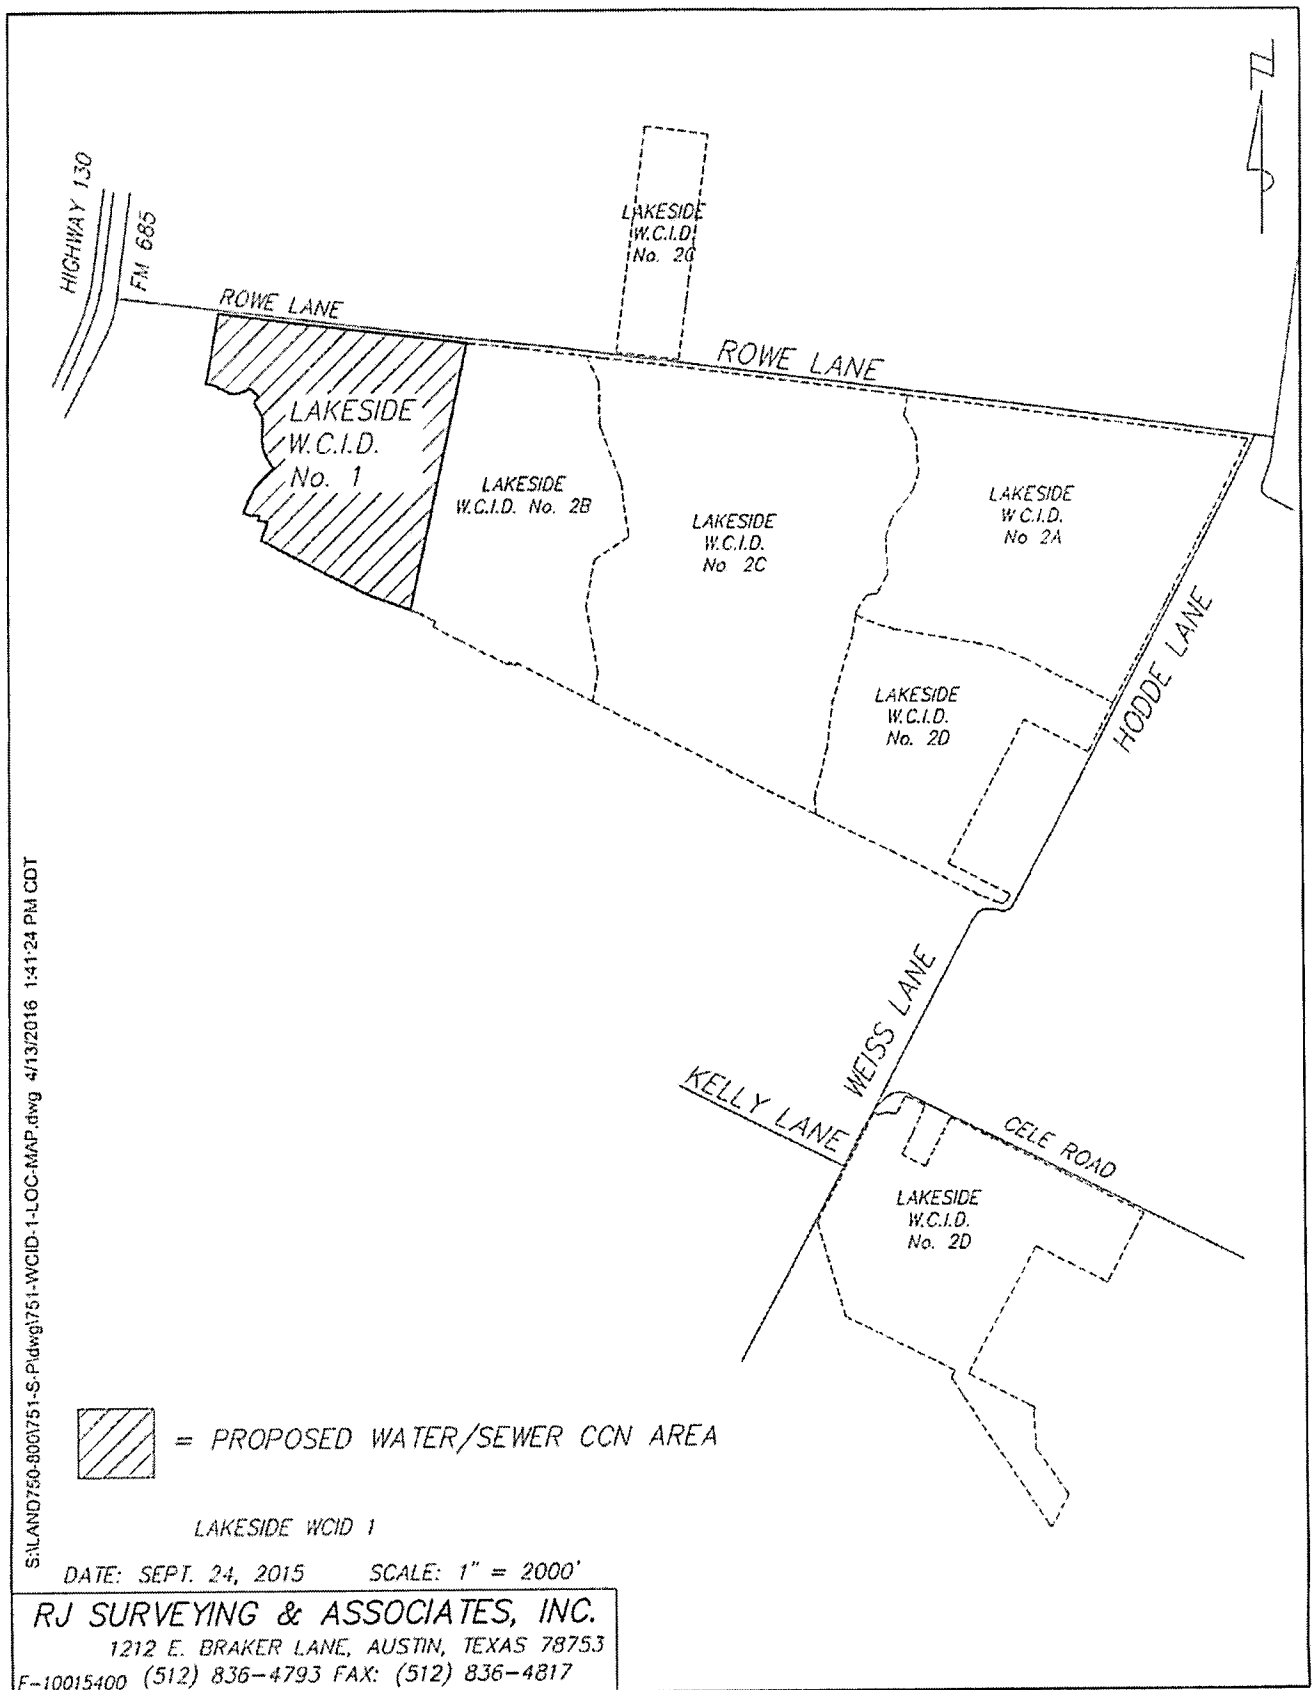 HIGHWAY 130
FM 685
ROWE LANE
LAKESIDE
W.C.I.D.
No. 2C
ROWE LANE
LAKESIDE
W.C.I.D.
No. 1
LAKESIDE
W.C.I.D. No. 2B
LAKESIDE
W.C.I.D.
No 2C
LAKESIDE
W C.I.D.
No 2A
HODDE LANE
LAKESIDE
W.C.I.D.
No. 2D
WEISS LANE
KELLY LANE
CELE ROAD
LAKESIDE
W.C.I.D.
No. 2D
= PROPOSED WATER/SEWER CCN AREA
LAKESIDE WCID 1
DATE: SEPT. 24, 2015 SCALE: 1" = 2000'
RJ SURVEYING & ASSOCIATES, INC.
1212 E. BRAKER LANE, AUSTIN, TEXAS 78753
F-10015400 (512) 836-4793 FAX: (512) 836-4817
S:\LAND750-800\751-S-P\dwg\751-WCID-1-LOC-MAP.dwg 4/13/2016 1:41:24 PM CDT
N